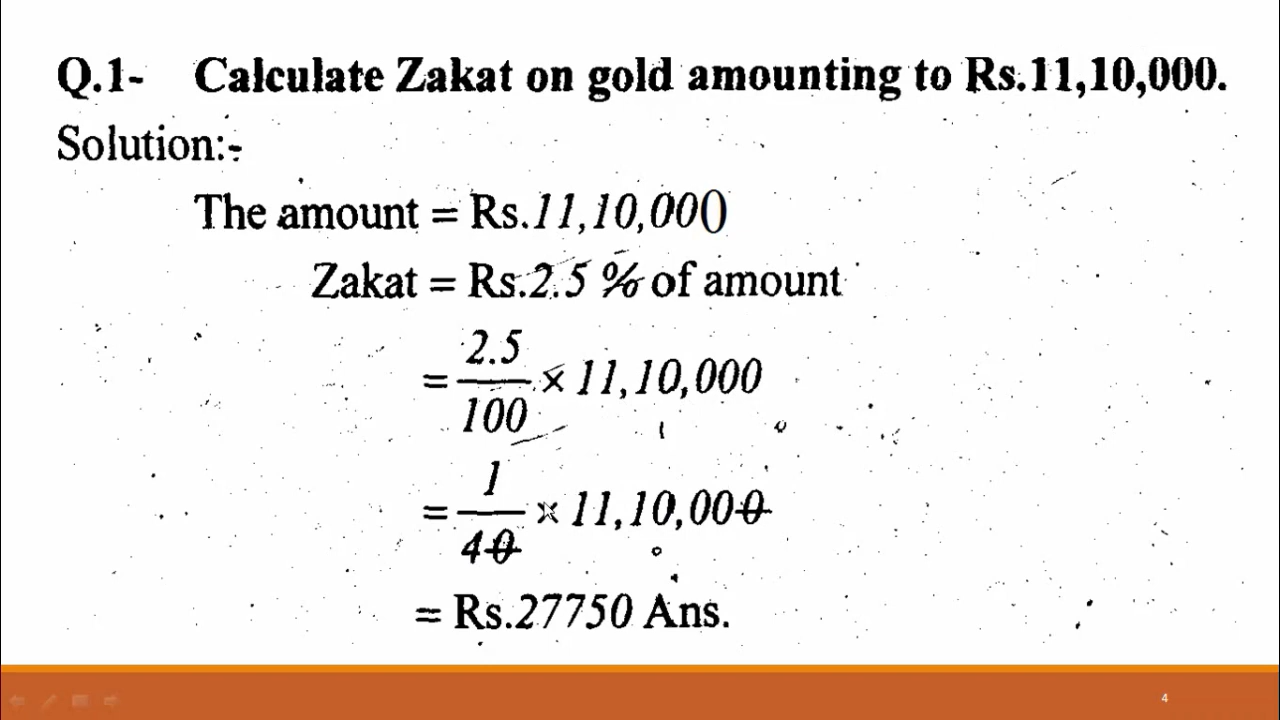 Q.1- Calculate Zakat on gold amounting to Rs.11,10,000.
Solution:-
The amount = Rs.11,10,000
Zakat = Rs.2.5 % of amount
= 2.5/100 × 11,10,000
= 1/40 × 11,10,000
= Rs.27750 Ans.
4